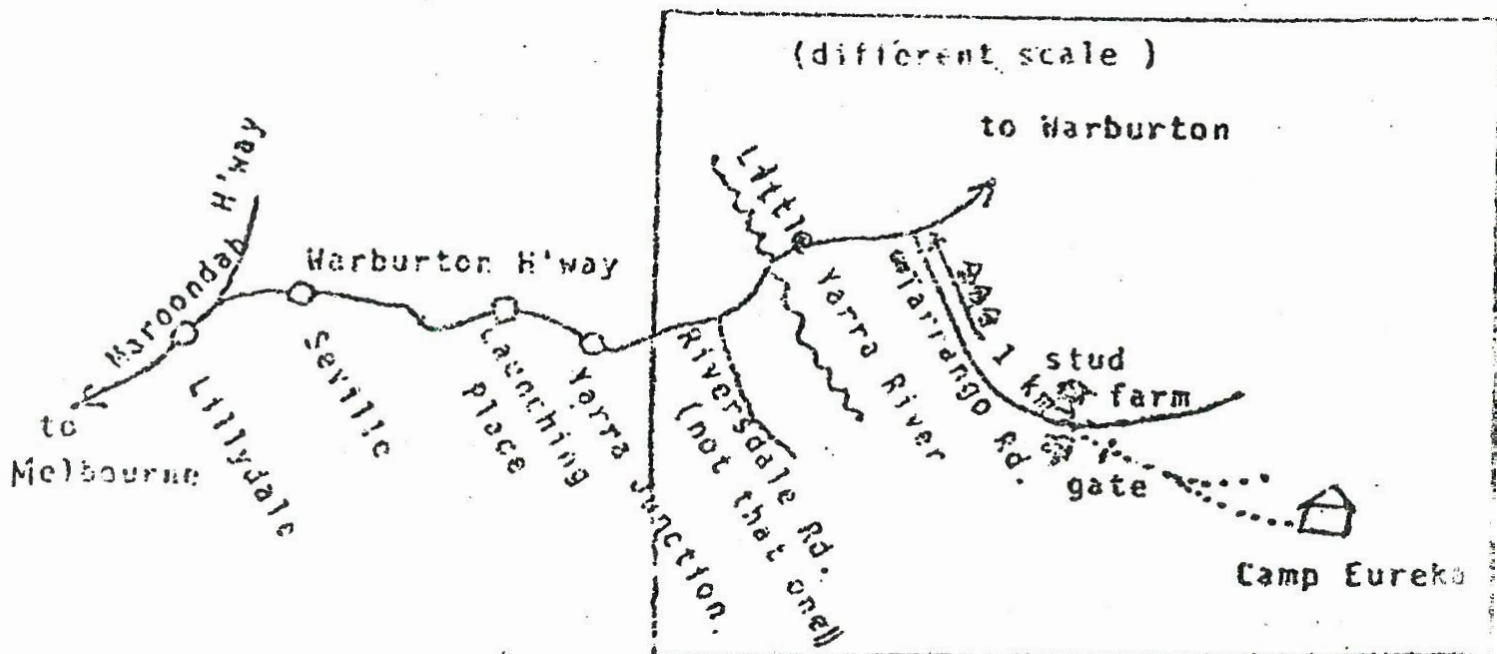 (different scale )
to Warburton
Maroondah H'way
Warburton H'way
to
Melbourne
Lillydale
Seville
Launching
Place
Yarra Junction.
Riversdale Rd.
(not that one!)
Little
Yarra River
Rd.
1 km
stud
farm
gate
Camp Eureka